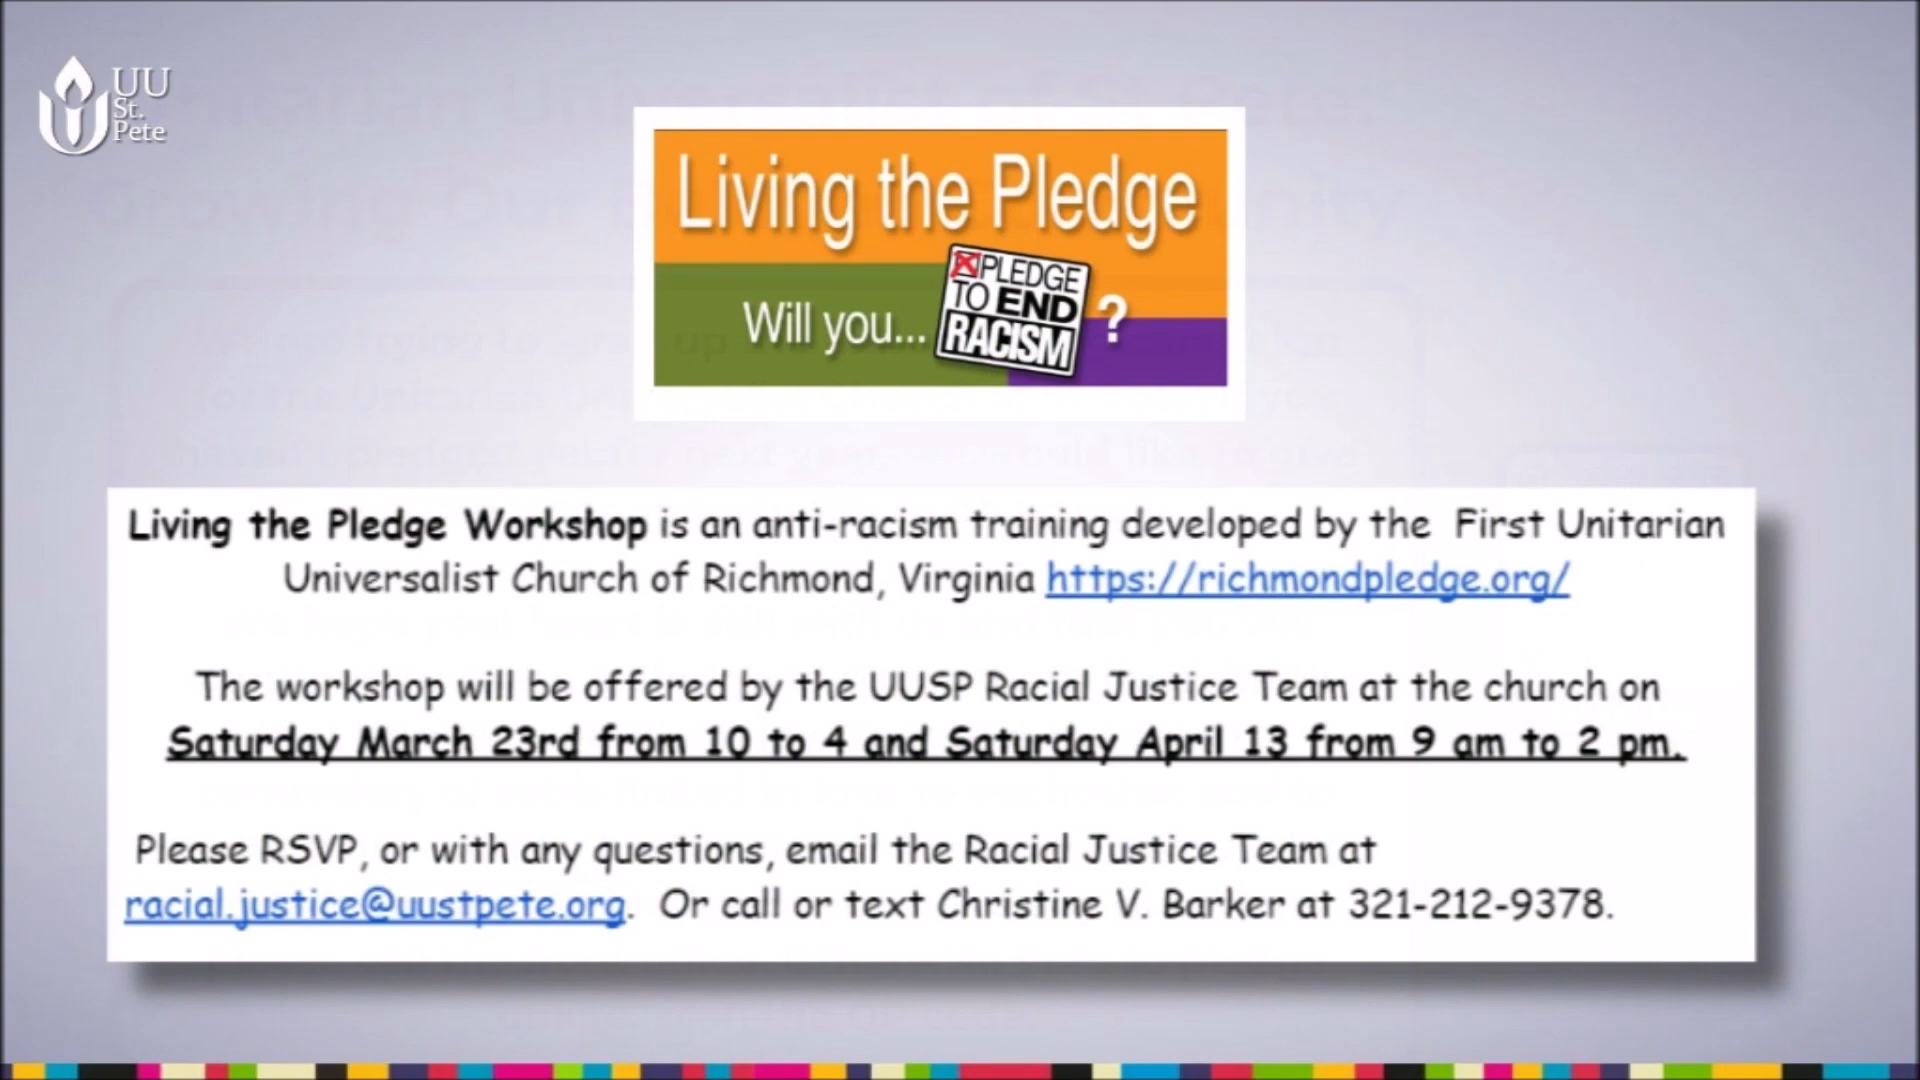 UU
St.
Pete
Living the Pledge
Will you...
PLEDGE
TO END
RACISM
?
Living the Pledge Workshop is an anti-racism training developed by the First Unitarian
Universalist Church of Richmond, Virginia https://richmondpledge.org/
The workshop will be offered by the UUSP Racial Justice Team at the church on
Saturday March 23rd from 10 to 4 and Saturday April 13 from 9 am to 2 pm.
Please RSVP, or with any questions, email the Racial Justice Team at
racial.justice@uustpete.org. Or call or text Christine V. Barker at 321-212-9378.